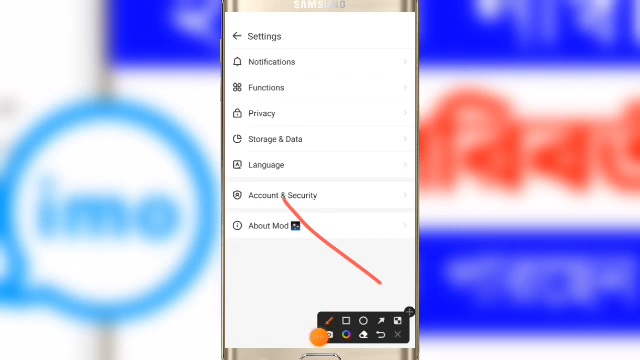 SAMSUNG
Settings
Notifications
Functions
Privacy
Storage & Data
Language
Account & Security
About Mod
imo